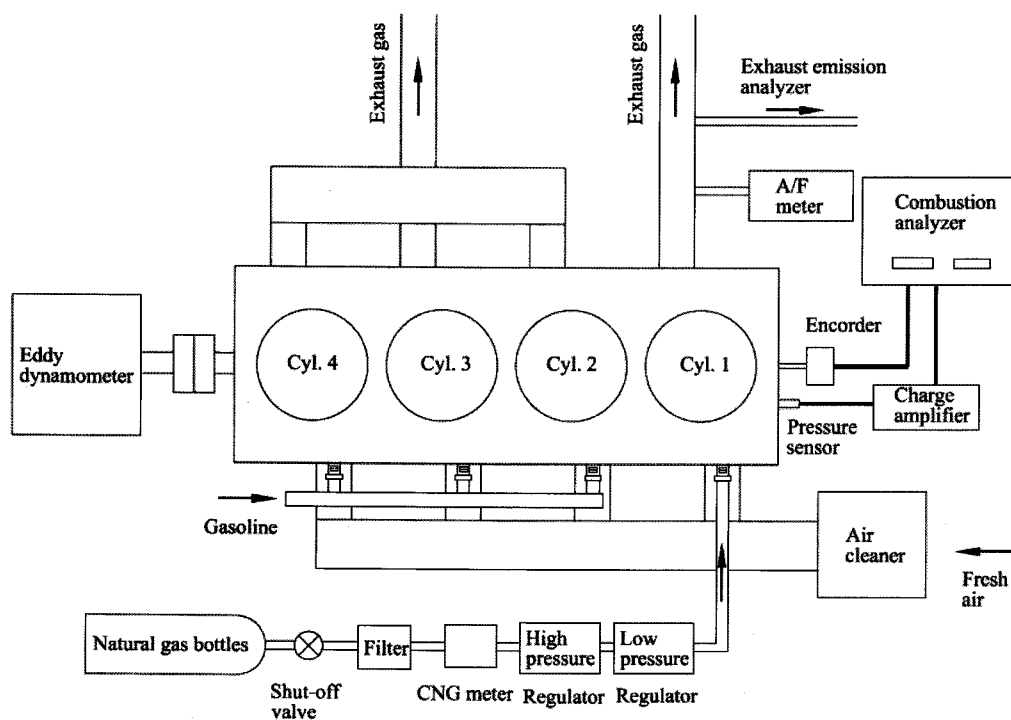 Exhaust gas
Exhaust gas
Exhaust emission
analyzer
A/F
meter
Combustion
analyzer
Encorder
Eddy
dynamometer
Cyl. 4
Cyl. 3
Cyl. 2
Cyl. 1
Charge
amplifier
Pressure
sensor
Gasoline
Air
cleaner
Fresh
air
Natural gas bottles
Filter
High
pressure
Low
pressure
Shut-off
valve
CNG meter
Regulator
Regulator